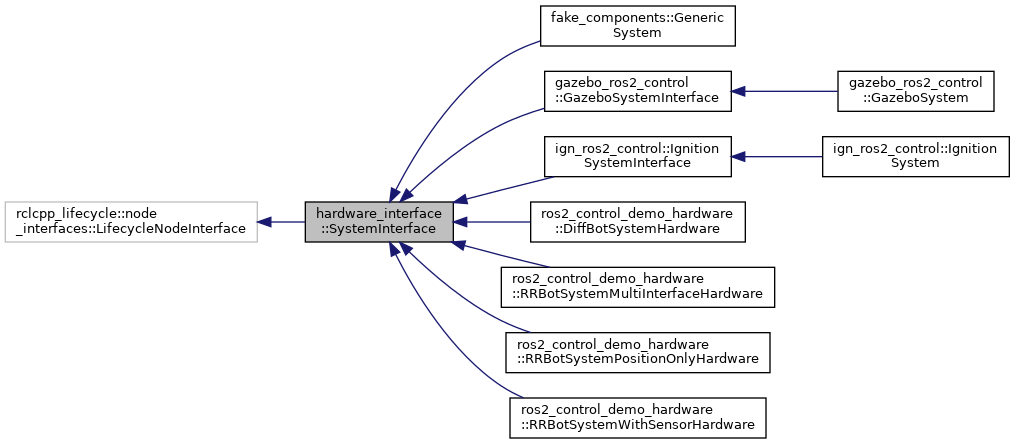 fake_components::Generic
System
gazebo_ros2_control
::GazeboSystemInterface
gazebo_ros2_control
::GazeboSystem
ign_ros2_control::Ignition
SystemInterface
ign_ros2_control::Ignition
System
rclcpp_lifecycle::node
_interfaces::LifecycleNodeInterface
hardware_interface
::SystemInterface
ros2_control_demo_hardware
::DiffBotSystemHardware
ros2_control_demo_hardware
::RRBotSystemMultiInterfaceHardware
ros2_control_demo_hardware
::RRBotSystemPositionOnlyHardware
ros2_control_demo_hardware
::RRBotSystemWithSensorHardware